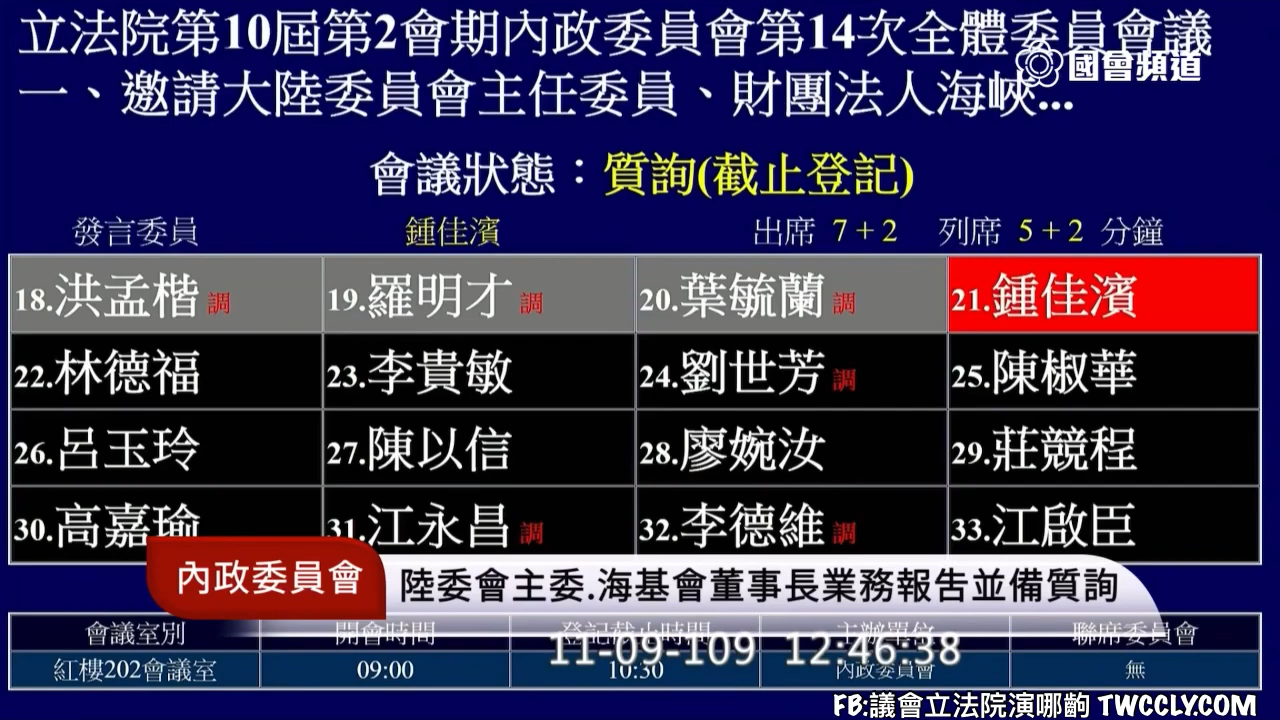 立法院第10屆第2會期內政委員會第14次全體委員會議
國會頻道
一、邀請大陸委員會主任委員、財團法人海峽...
會議狀態：質詢(截止登記)
發言委員 鍾佳濱 出席 7 + 2 列席 5 + 2 分鐘
18.洪孟楷 調 19.羅明才 調 20.葉毓蘭 調 21.鍾佳濱
22.林德福 23.李貴敏 24.劉世芳 調 25.陳椒華
26.呂玉玲 27.陳以信 28.廖婉汝 29.莊競程
30.高嘉瑜 31.江永昌 調 32.李德維 調 33.江啟臣
內政委員會 陸委會主委.海基會董事長業務報告並備質詢
會議室別 開會時間 登記截止時間 主辦單位 聯席委員會
11-09-109 12:46:38
紅樓202會議室 09:00 10:30 內政委員會 無
FB:議會立法院演哪齣 TWCCLY.COM